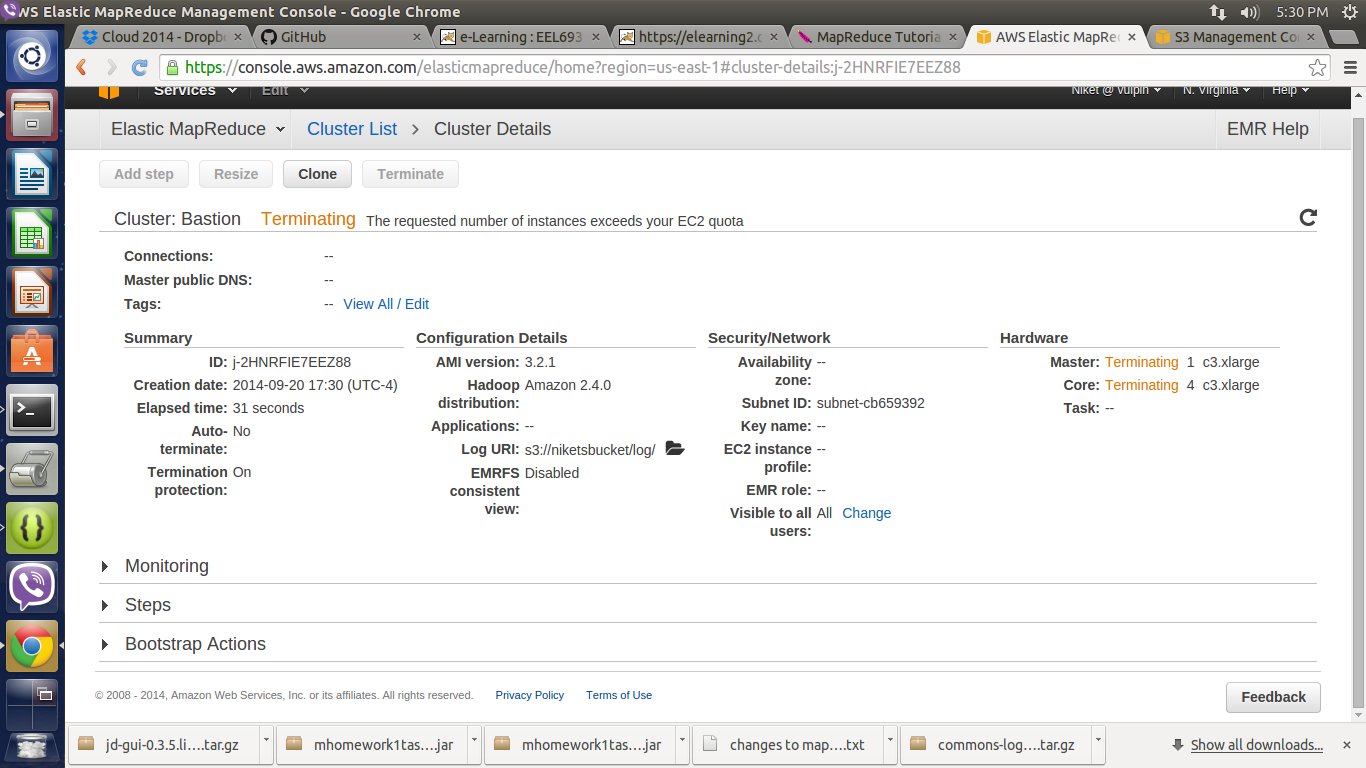 AWS Elastic MapReduce Management Console - Google Chrome
5:30 PM
Cloud 2014 - Dropb
GitHub
e-Learning : EEL693
https://elearning2.c
MapReduce Tutoria
AWS Elastic MapRe
S3 Management Co
https://console.aws.amazon.com/elasticmapreduce/home?region=us-east-1#cluster-details:j-2HNRFIE7EEZ88
Services
Edit
Niket @ vulpin
N. Virginia
Help
Elastic MapReduce
Cluster List > Cluster Details
EMR Help
Add step
Resize
Clone
Terminate
Cluster: Bastion Terminating The requested number of instances exceeds your EC2 quota
Connections: --
Master public DNS: --
Tags: -- View All / Edit
Summary
ID: j-2HNRFIE7EEZ88
Creation date: 2014-09-20 17:30 (UTC-4)
Elapsed time: 31 seconds
Auto- No
terminate:
Termination On
protection:
Configuration Details
AMI version: 3.2.1
Hadoop Amazon 2.4.0
distribution:
Applications: --
Log URI: s3://niketsbucket/log/
EMRFS Disabled
consistent
view:
Security/Network
Availability --
zone:
Subnet ID: subnet-cb659392
Key name: --
EC2 instance --
profile:
EMR role: --
Visible to all All Change
users:
Hardware
Master: Terminating 1 c3.xlarge
Core: Terminating 4 c3.xlarge
Task: --
Monitoring
Steps
Bootstrap Actions
© 2008 - 2014, Amazon Web Services, Inc. or its affiliates. All rights reserved. Privacy Policy Terms of Use
Feedback
jd-gui-0.3.5.li....tar.gz
mhomework1tas....jar
mhomework1tas....jar
changes to map....txt
commons-log....tar.gz
Show all downloads...